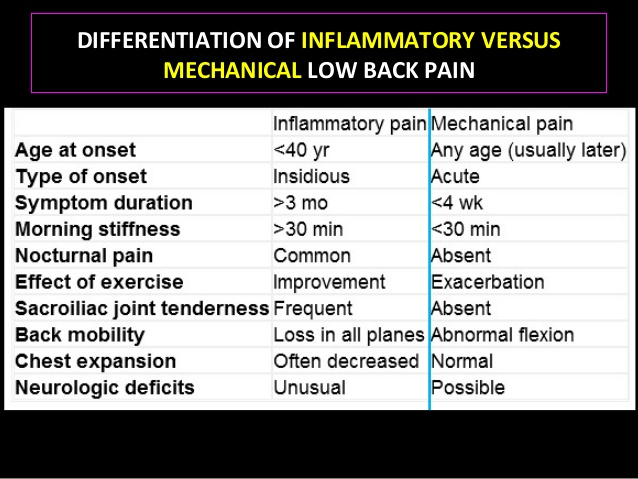 DIFFERENTIATION OF INFLAMMATORY VERSUS
MECHANICAL LOW BACK PAIN
Inflammatory pain Mechanical pain
Age at onset <40 yr Any age (usually later)
Type of onset Insidious Acute
Symptom duration >3 mo <4 wk
Morning stiffness >30 min <30 min
Nocturnal pain Common Absent
Effect of exercise Improvement Exacerbation
Sacroiliac joint tenderness Frequent Absent
Back mobility Loss in all planes Abnormal flexion
Chest expansion Often decreased Normal
Neurologic deficits Unusual Possible